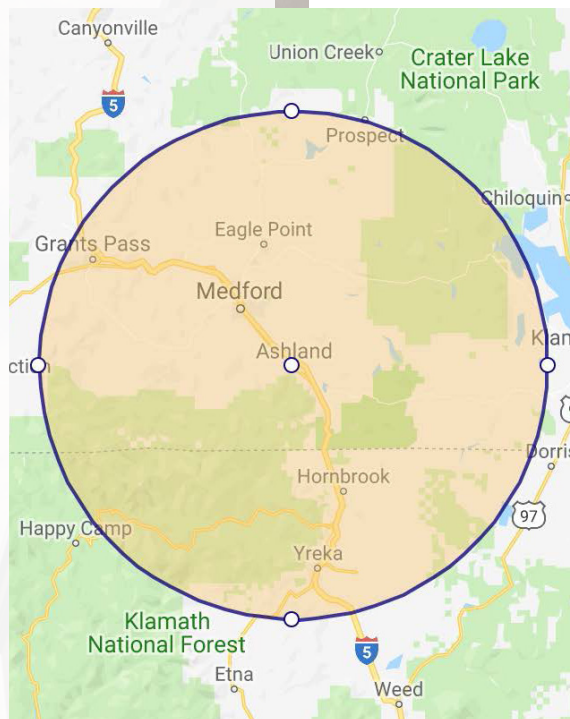 Canyonville
Union Creek
Crater Lake
National Park
5
Prospect
Chiloquin
Eagle Point
Grants Pass
Medford
Ashland
Hornbrook
Dorris
97
Happy Camp
Yreka
Klamath
National Forest
5
Etna
Weed